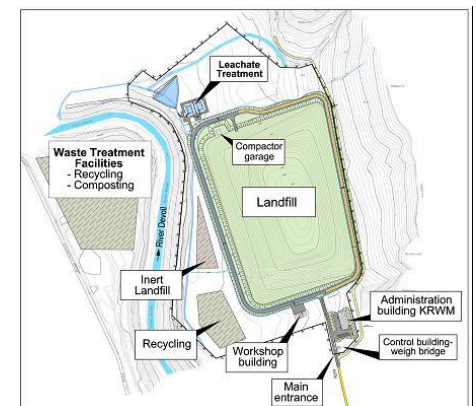 Leachate
Treatment
Waste Treatment
Facilities
- Recycling
- Composting
Compactor
garage
Landfill
River Devoll
Inert
Landfill
Recycling
Workshop
building
Administration
building KRWM
Control building-
weigh bridge
Main
entrance